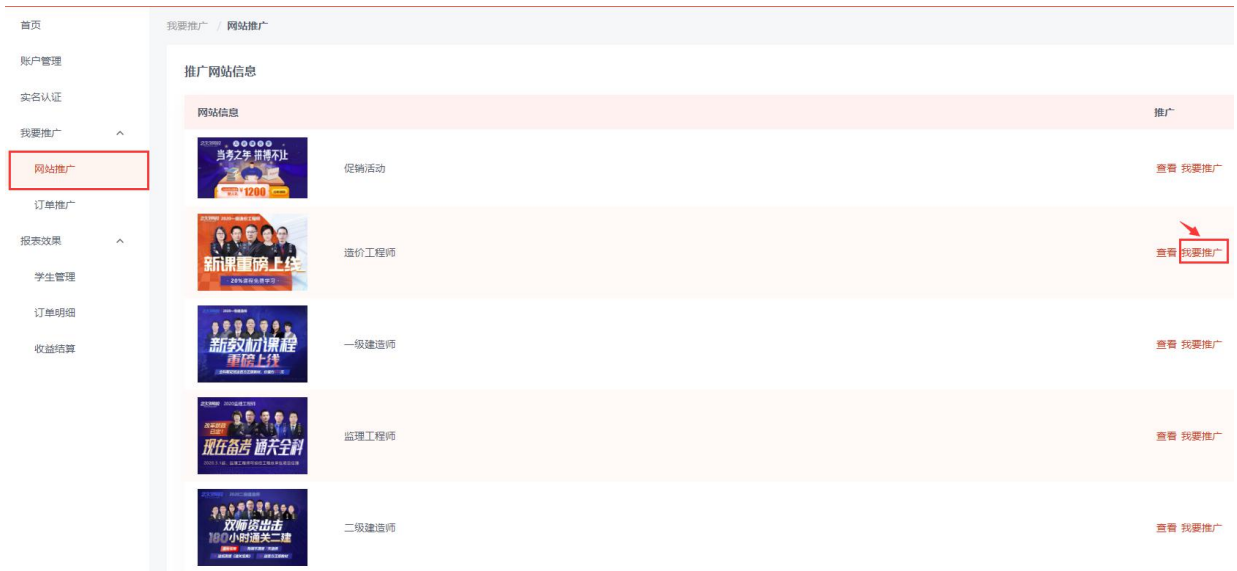 首页
我要推广 / 网站推广
账户管理
推广网站信息
实名认证
网站信息
推广
我要推广
当考之年 拼搏不止
1200
促销活动
查看 我要推广
网站推广
订单推广
报表效果
新课重磅上线
20%课程免费学习
造价工程师
查看 我要推广
学生管理
订单明细
收益结算
新教材课程
重磅上线
一级建造师
查看 我要推广
现在备考 通关全科
监理工程师
查看 我要推广
双师资出击
180小时通关二建
二级建造师
查看 我要推广